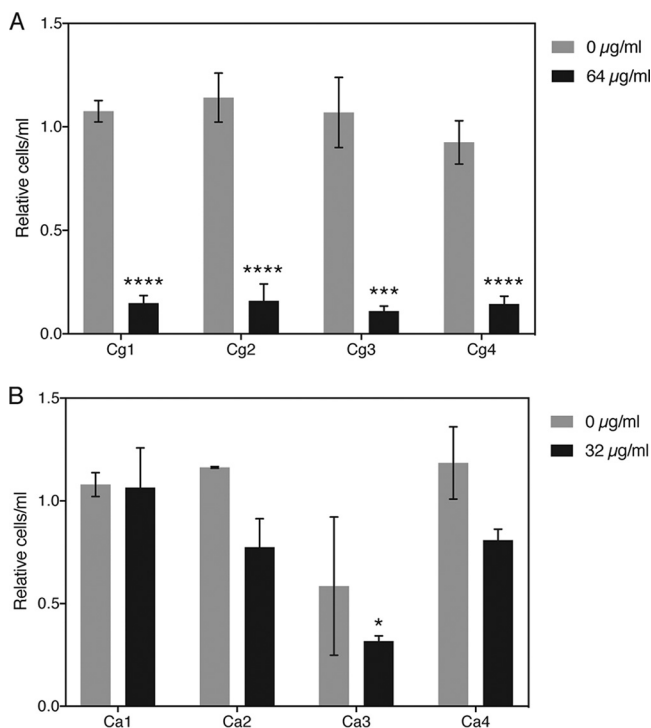 A
Relative cells/ml
1.5
1.0
0.5
0.0
****
****
***
****
Cg1 Cg2 Cg3 Cg4
0 µg/ml
64 µg/ml
B
Relative cells/ml
1.5
1.0
0.5
0.0
*
Ca1 Ca2 Ca3 Ca4
0 µg/ml
32 µg/ml